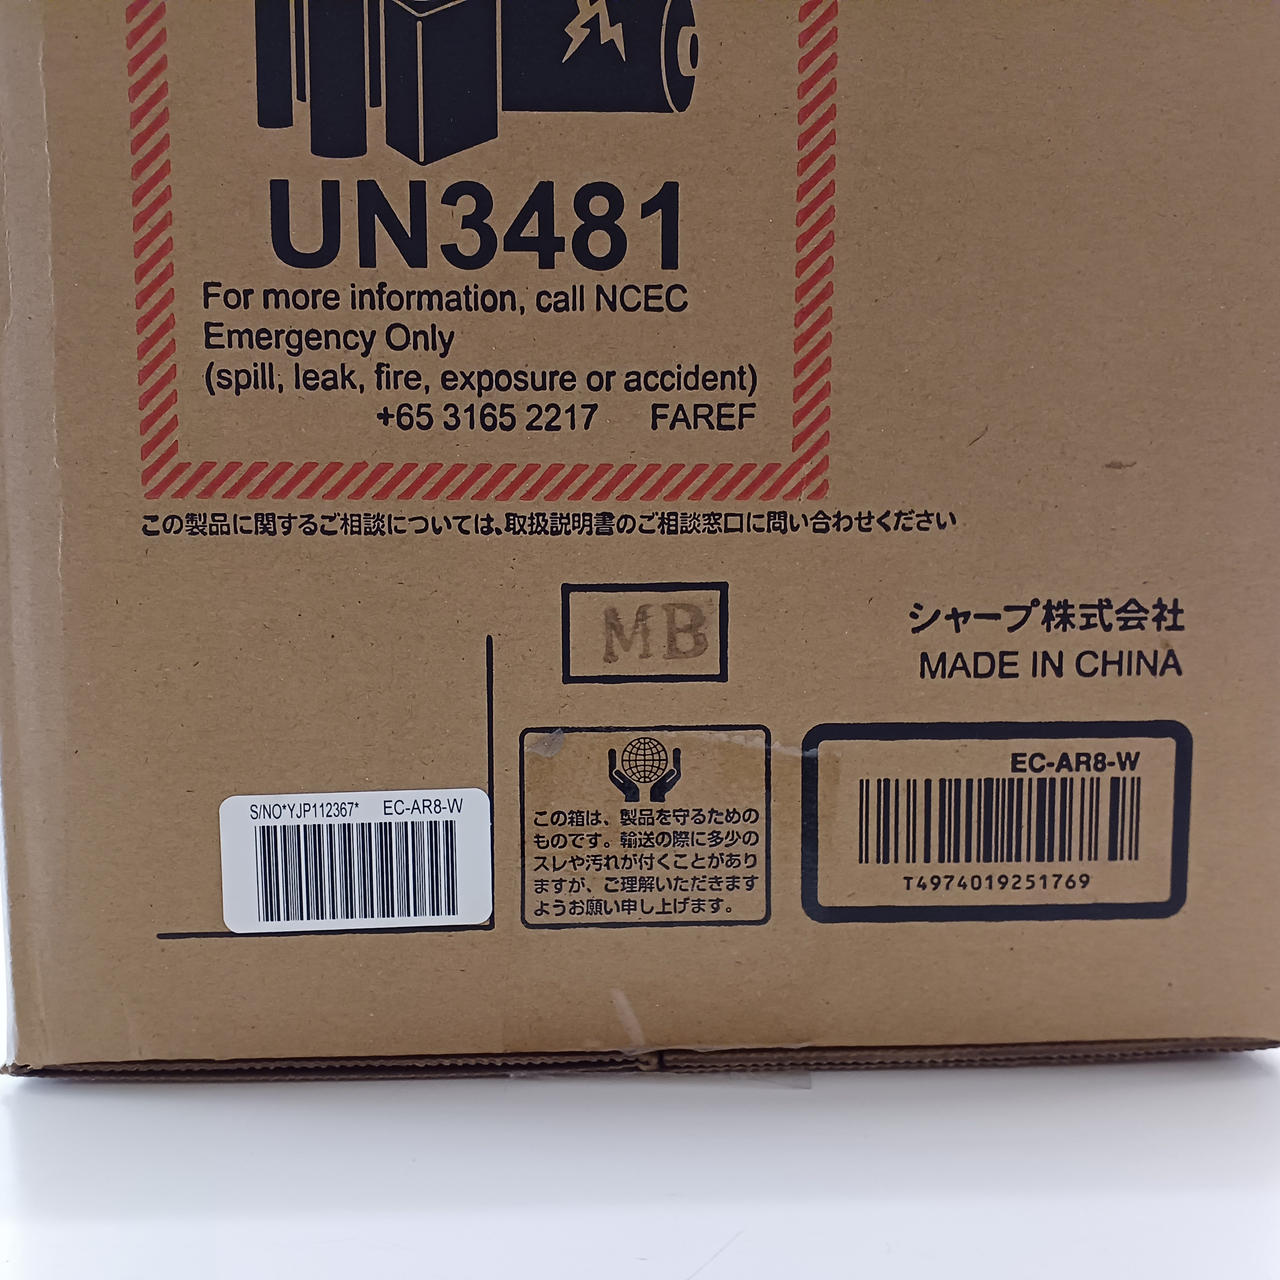 UN3481
For more information, call NCEC
Emergency Only
(spill, leak, fire, exposure or accident)
+65 3165 2217 FAREF
この製品に関するご相談については、取扱説明書のご相談窓口に問い合わせください
MB
シャープ株式会社
MADE IN CHINA
S/NO*YJP112367* EC-AR8-W
この箱は、製品を守るための
ものです。輸送の際に多少の
スレや汚れが付くことがあり
ますが、ご理解いただきます
ようお願い申し上げます。
EC-AR8-W
T4974019251769